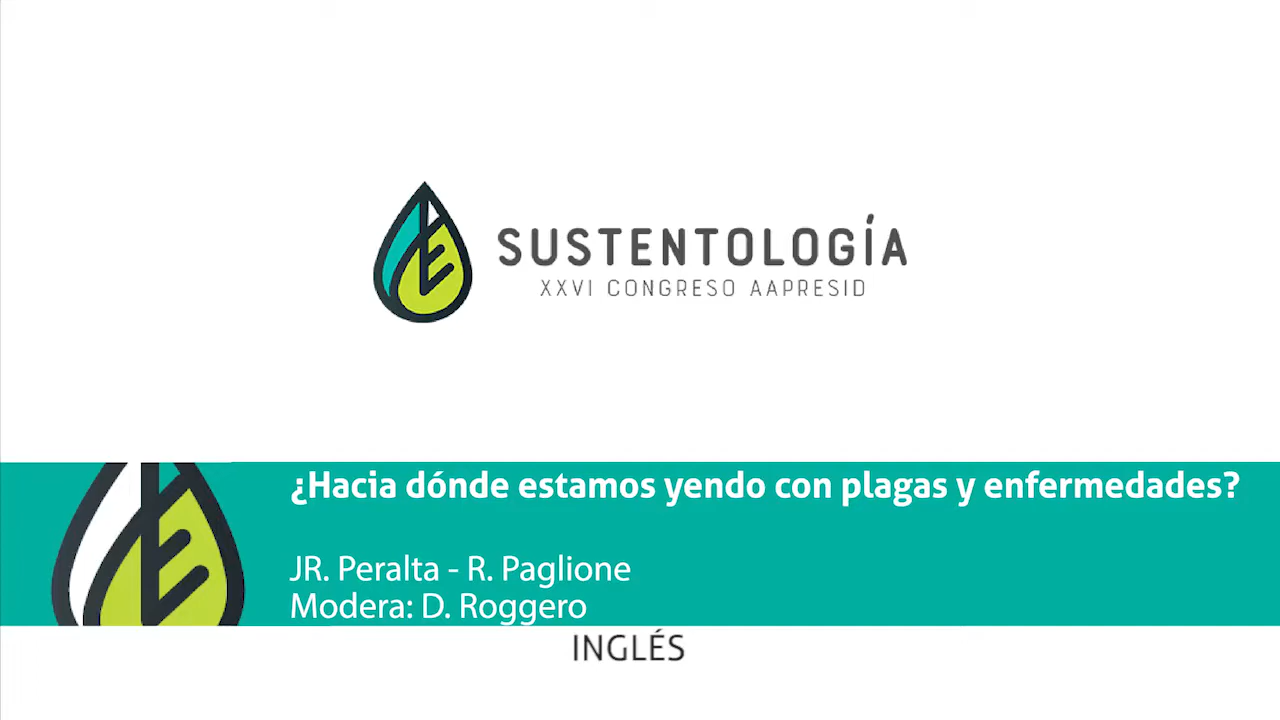 SUSTENTOLOGÍA
XXVI CONGRESO AAPRESID
¿Hacia dónde estamos yendo con plagas y enfermedades?
JR. Peralta - R. Paglione
Modera: D. Roggero
INGLÉS